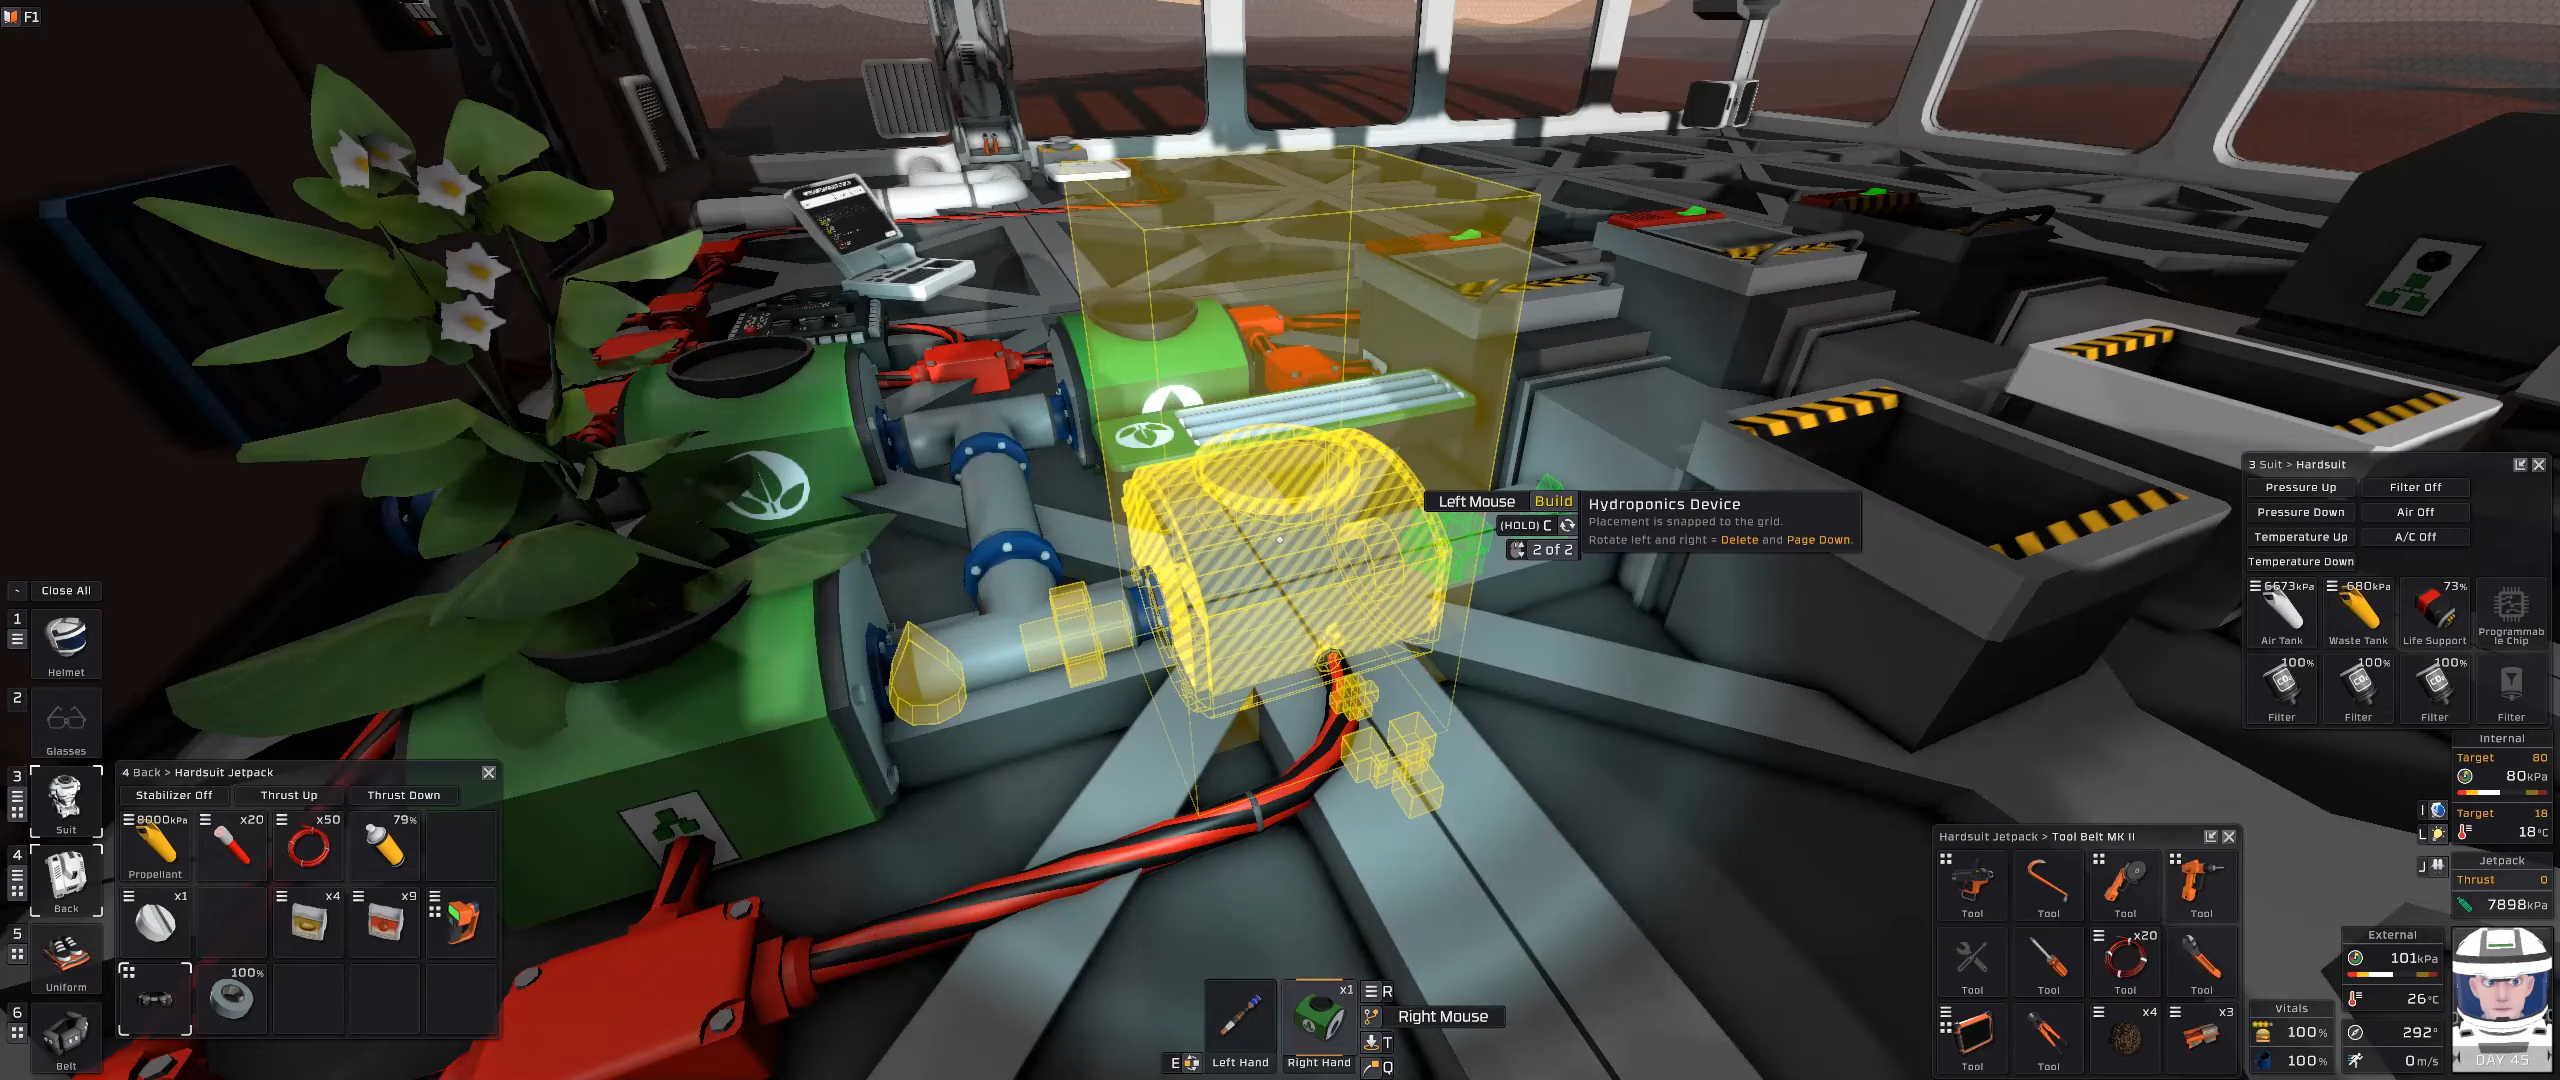 F1
Left Mouse Build
Hydroponics Device
Placement is snapped to the grid.
(HOLD) C
Rotate left and right = Delete and Page Down.
2 of 2
3 Suit > Hardsuit
Pressure Up Filter Off
Pressure Down Air Off
Temperature Up A/C Off
Temperature Down
6673kPa 680kPa 73%
Air Tank Waste Tank Life Support Programmab
le Chip
100% 100% 100%
Filter Filter Filter Filter
Internal
Target 80
80kPa
I
Target 18
L 18°C
J Jetpack
Thrust 0
7898kPa
External
101kPa
26°C
292°
0m/s
DAY 45
Vitals
100%
100%
~ Close All
1
Helmet
2
Glasses
3
Suit
4
Back
5
Uniform
6
Belt
4 Back > Hardsuit Jetpack
Stabilizer Off Thrust Up Thrust Down
8000kPa x20 x50 79%
Propellant
x1 x4 x9
100%
x1 R
Right Mouse
T
E Left Hand Right Hand Q
Hardsuit Jetpack > Tool Belt MK II
Tool Tool Tool Tool
x20
Tool Tool Tool Tool
x4 x3
Tool Tool Tool Tool